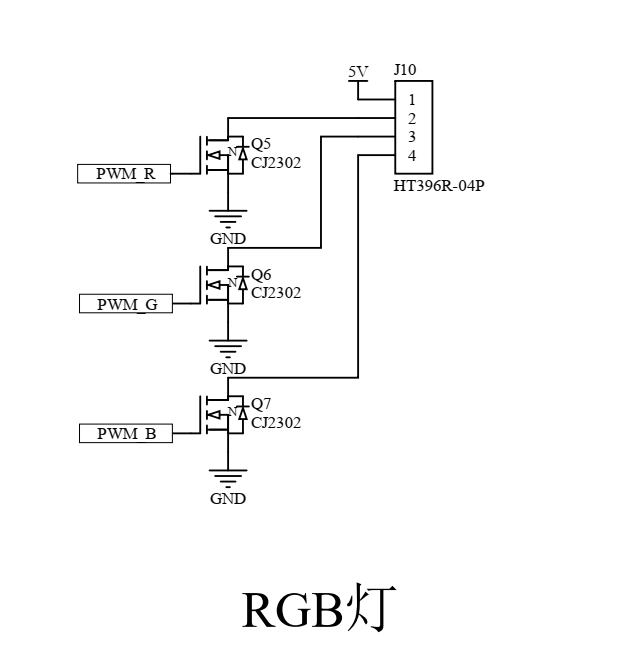 5V
J10
1
2
3
4
HT396R-04P
Q5
CJ2302
N
PWM_R
GND
Q6
CJ2302
N
PWM_G
GND
Q7
CJ2302
N
PWM_B
GND
RGB灯